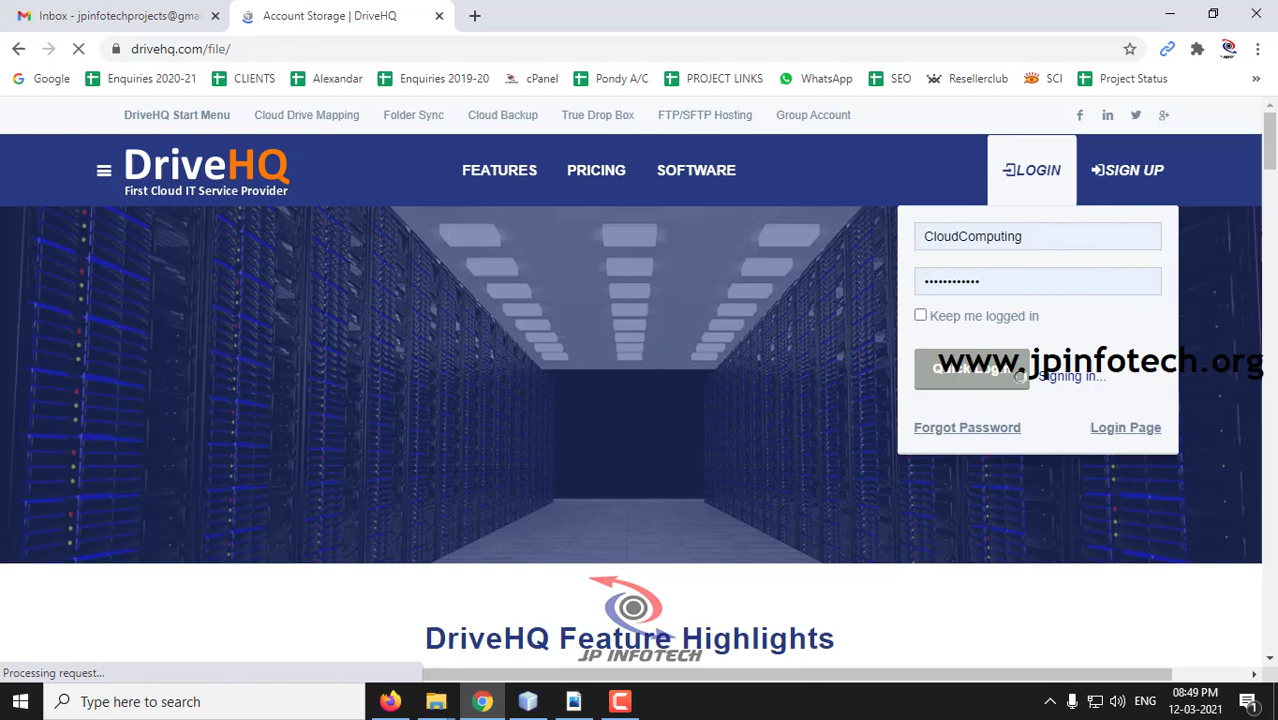 Inbox - jpinfotechprojects@gma
Account Storage | DriveHQ
drivehq.com/file/
Google
Enquiries 2020-21
CLIENTS
Alexandar
Enquiries 2019-20
cPanel
Pondy A/C
PROJECT LINKS
WhatsApp
SEO
Resellerclub
SCI
Project Status
DriveHQ Start Menu
Cloud Drive Mapping
Folder Sync
Cloud Backup
True Drop Box
FTP/SFTP Hosting
Group Account
DriveHQ
First Cloud IT Service Provider
FEATURES
PRICING
SOFTWARE
LOGIN
SIGN UP
CloudComputing
Keep me logged in
www.jpinfotech.org
Signing in...
Forgot Password
Login Page
DriveHQ Feature Highlights
JP INFOTECH
Processing request...
Type here to search
ENG
08:49 PM
12-03-2021
1